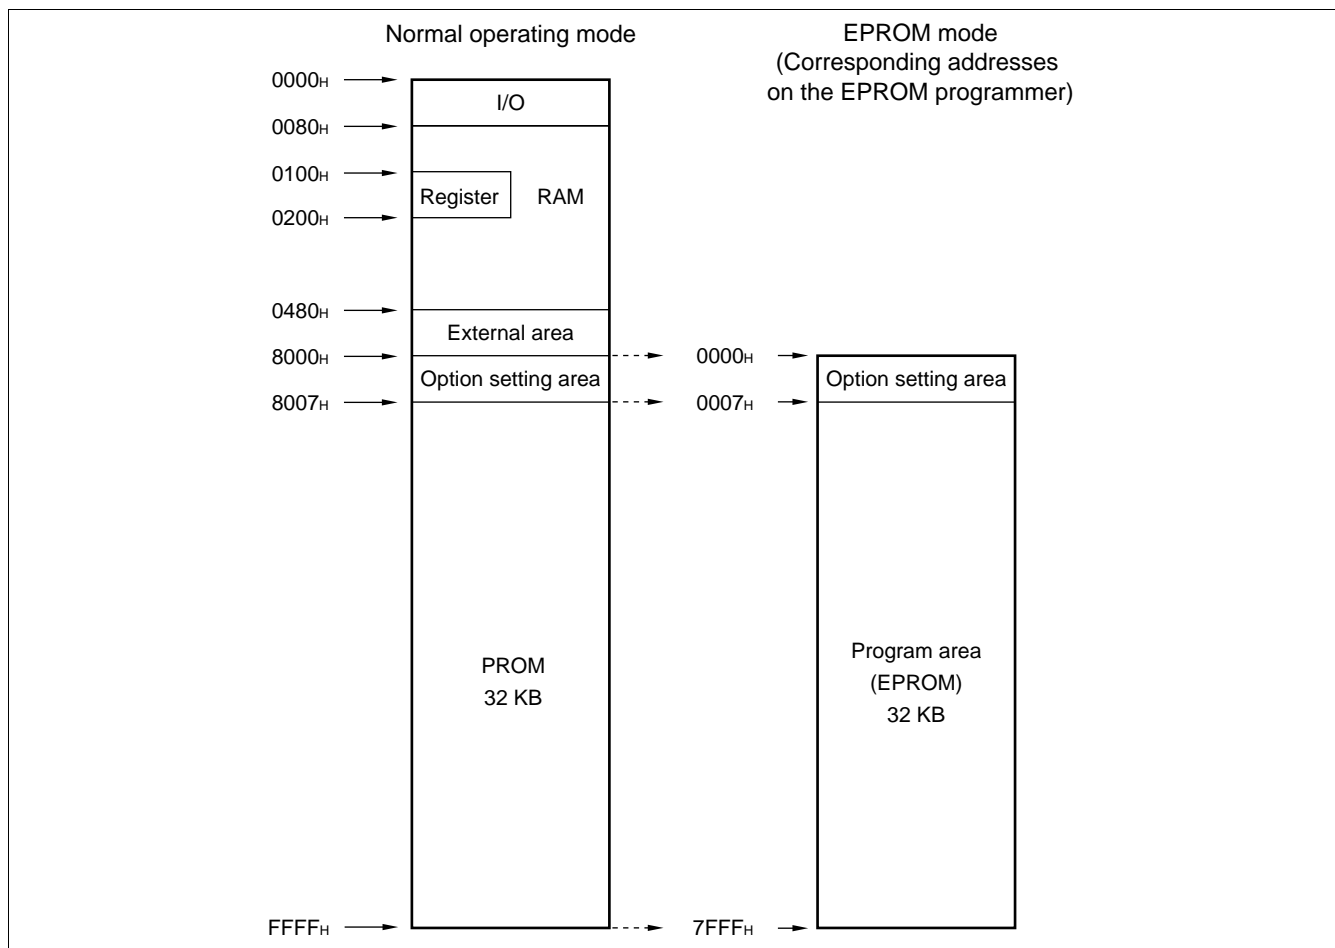 Normal operating mode
EPROM mode
(Corresponding addresses
on the EPROM programmer)
0000H
I/O
0080H
0100H
Register
RAM
0200H
0480H
External area
8000H
0000H
Option setting area
Option setting area
8007H
0007H
PROM
32 KB
Program area
(EPROM)
32 KB
FFFFH
7FFFH